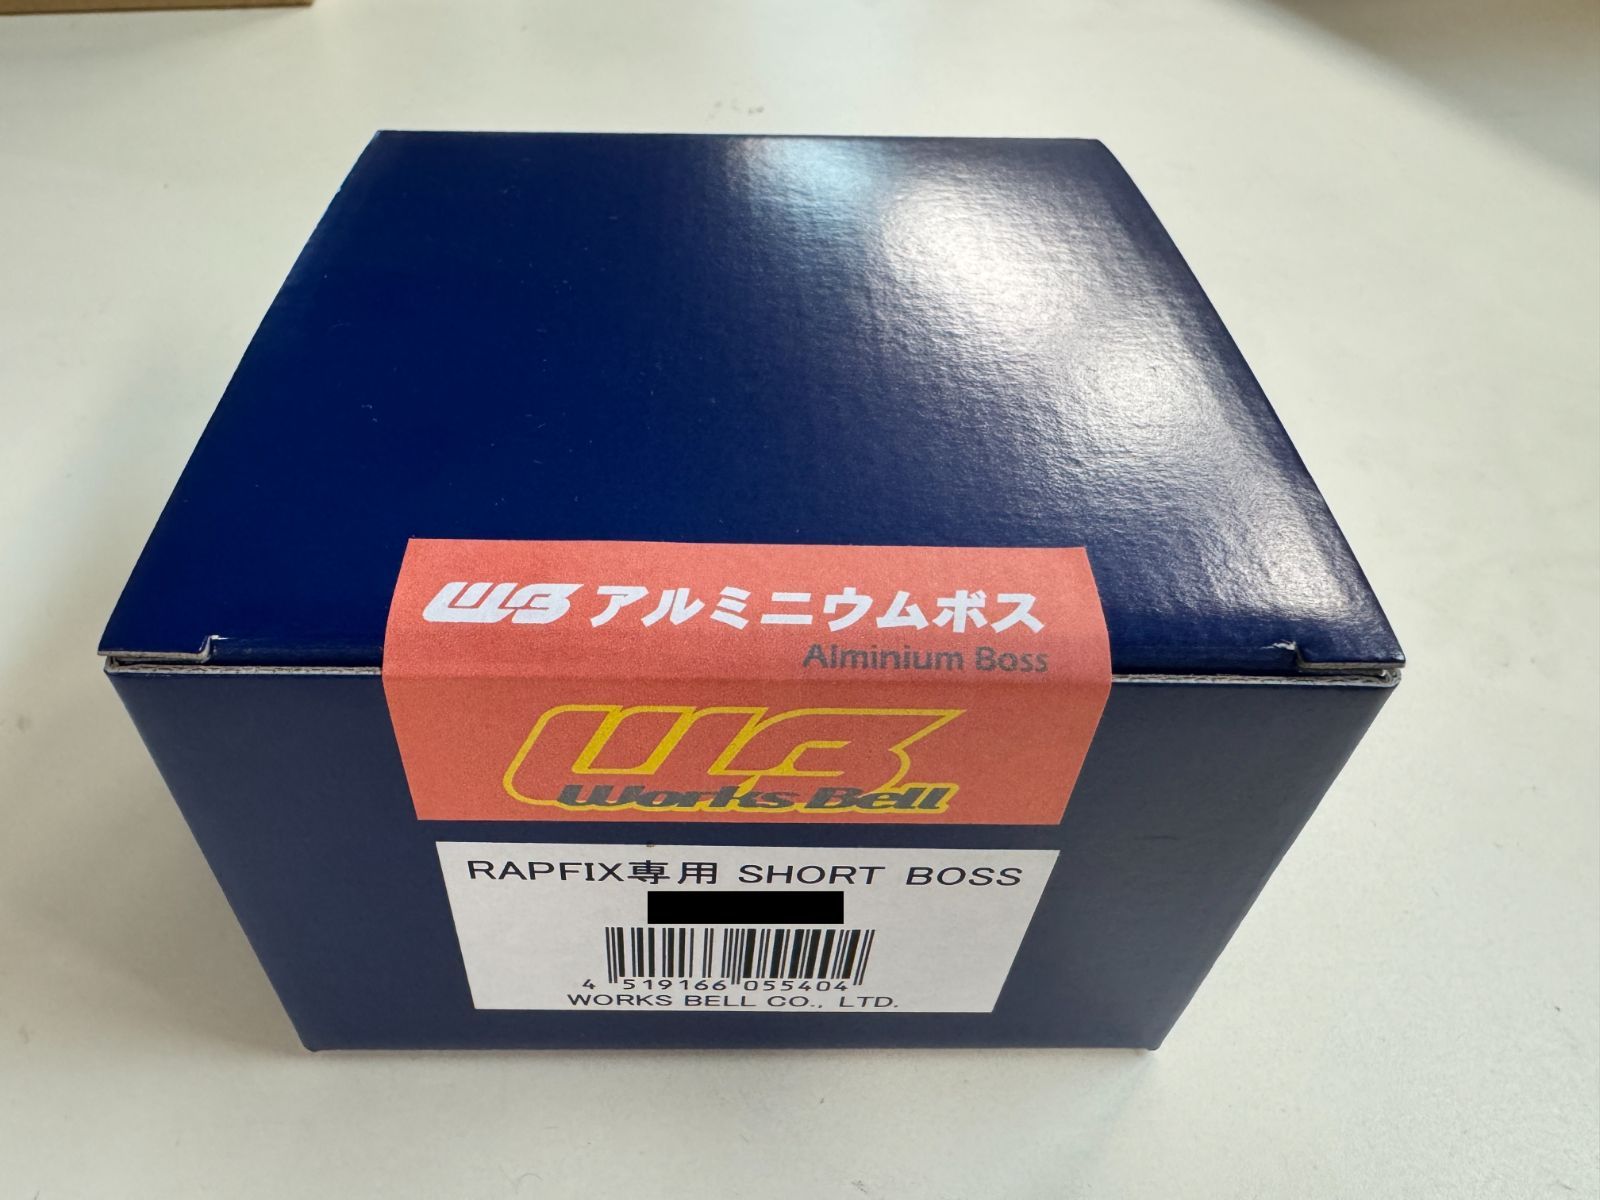 WB アルミニウムボス
Alminium Boss
WB
Works Bell
RAPFIX専用 SHORT BOSS
4 519166 055404
WORKS BELL CO., LTD.